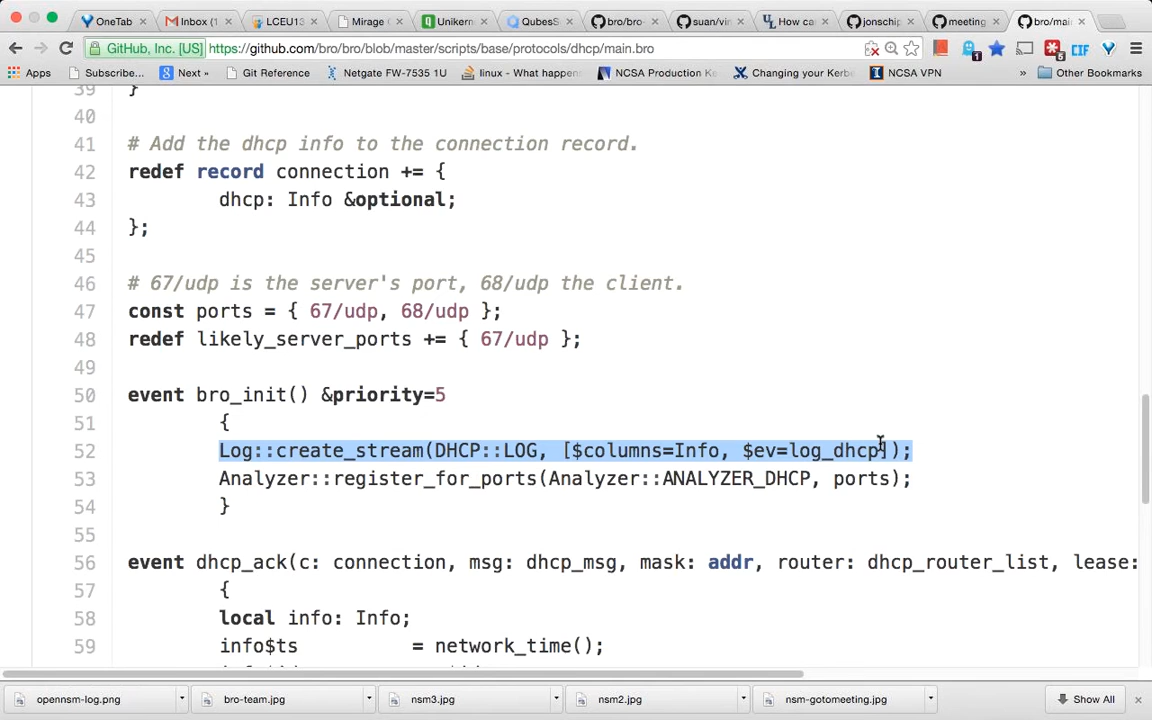 OneTab
Inbox (1
LCEU13
Mirage O
Unikern
QubesS
bro/bro-
suan/vin
How can
jonschip
meeting
bro/mai
GitHub, Inc. [US]
https://github.com/bro/bro/blob/master/scripts/base/protocols/dhcp/main.bro
Apps
Subscribe...
Next »
Git Reference
Netgate FW-7535 1U
linux - What happen
NCSA Production Ke
Changing your Kerb
NCSA VPN
»
Other Bookmarks
39 }
40
41 # Add the dhcp info to the connection record.
42 redef record connection += {
43 dhcp: Info &optional;
44 };
45
46 # 67/udp is the server's port, 68/udp the client.
47 const ports = { 67/udp, 68/udp };
48 redef likely_server_ports += { 67/udp };
49
50 event bro_init() &priority=5
51 {
52 Log::create_stream(DHCP::LOG, [$columns=Info, $ev=log_dhcp]);
53 Analyzer::register_for_ports(Analyzer::ANALYZER_DHCP, ports);
54 }
55
56 event dhcp_ack(c: connection, msg: dhcp_msg, mask: addr, router: dhcp_router_list, lease:
57 {
58 local info: Info;
59 info$ts = network_time();
opennsm-log.png
bro-team.jpg
nsm3.jpg
nsm2.jpg
nsm-gotomeeting.jpg
Show All